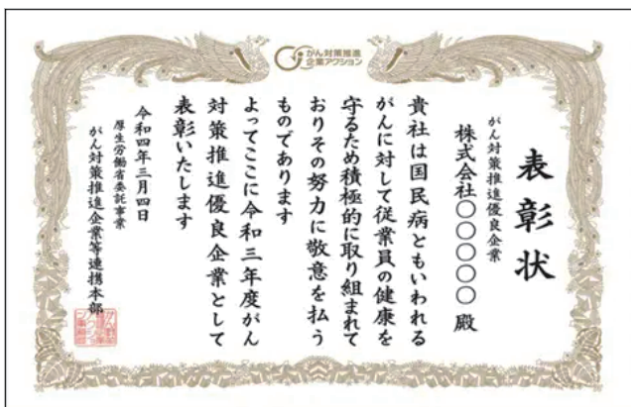 がん対策推進
企業アクション
表彰状
がん対策推進優良企業
株式会社〇〇〇〇〇 殿
貴社は国民病ともいわれる
がんに対して従業員の健康を
守るため積極的に取り組まれて
おりその努力に敬意を払う
ものであります
よってここに令和三年度がん
対策推進優良企業として
表彰いたします
令和四年三月四日
厚生労働省委託事業
がん対策推進企業等連携本部